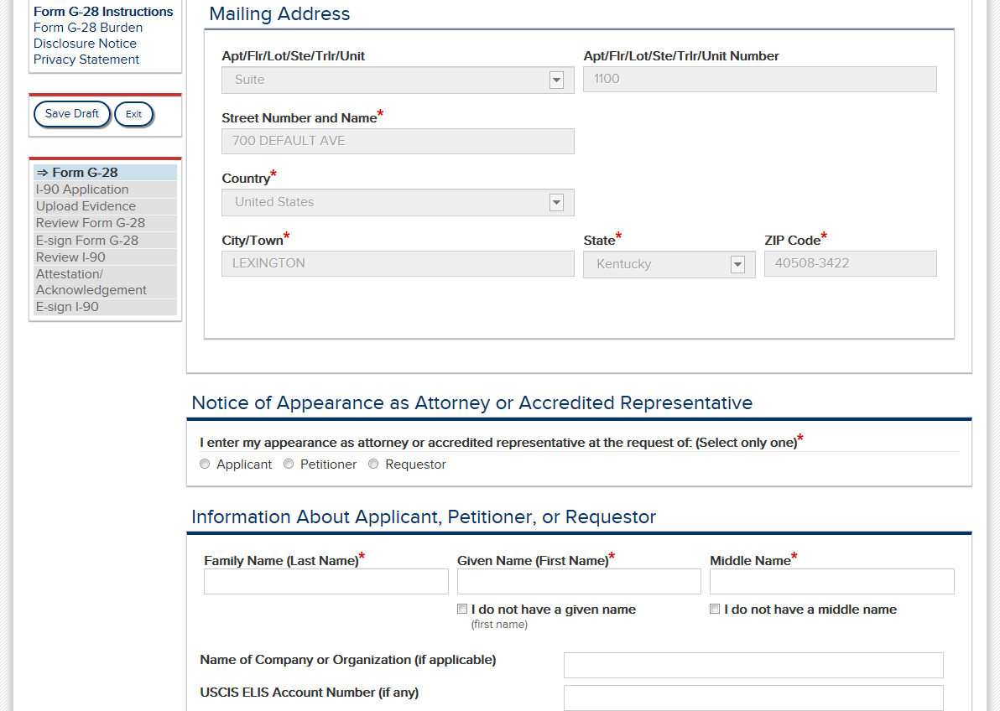 Form G-28 Instructions
Form G-28 Burden
Disclosure Notice
Privacy Statement
Save Draft Exit
⇒ Form G-28
I-90 Application
Upload Evidence
Review Form G-28
E-sign Form G-28
Review I-90
Attestation/
Acknowledgement
E-sign I-90
Mailing Address
Apt/Flr/Lot/Ste/Trlr/Unit Apt/Flr/Lot/Ste/Trlr/Unit Number
Suite 1100
Street Number and Name*
700 DEFAULT AVE
Country*
United States
City/Town* State* ZIP Code*
LEXINGTON Kentucky 40508-3422
Notice of Appearance as Attorney or Accredited Representative
I enter my appearance as attorney or accredited representative at the request of: (Select only one)*
Applicant Petitioner Requestor
Information About Applicant, Petitioner, or Requestor
Family Name (Last Name)* Given Name (First Name)* Middle Name*
I do not have a given name I do not have a middle name
(first name)
Name of Company or Organization (if applicable)
USCIS ELIS Account Number (if any)